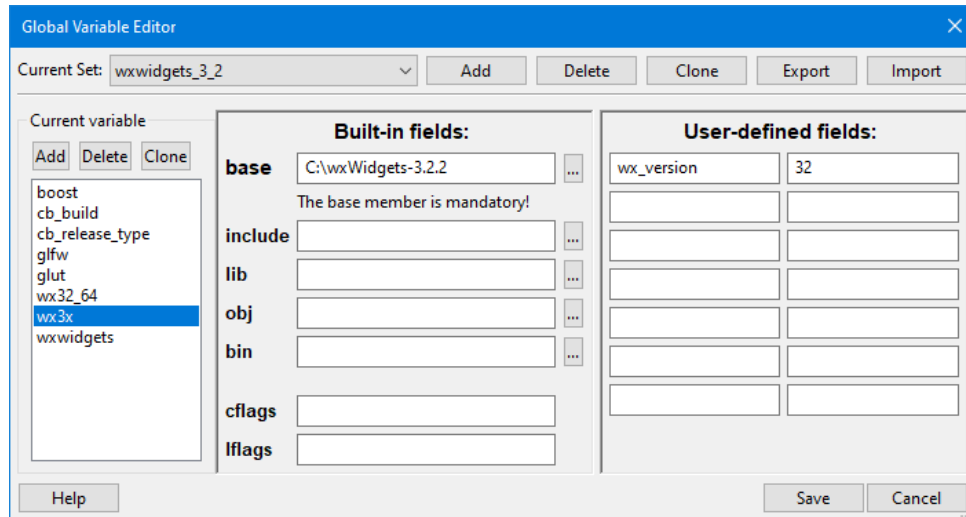 Global Variable Editor
Current Set: wxwidgets_3_2 Add Delete Clone Export Import
Current variable
Add Delete Clone
boost
cb_build
cb_release_type
glfw
glut
wx32_64
wx3x
wxwidgets
Built-in fields:
base C:\wxWidgets-3.2.2 ...
The base member is mandatory!
include ...
lib ...
obj ...
bin ...
cflags
lflags
User-defined fields:
wx_version 32
Help Save Cancel